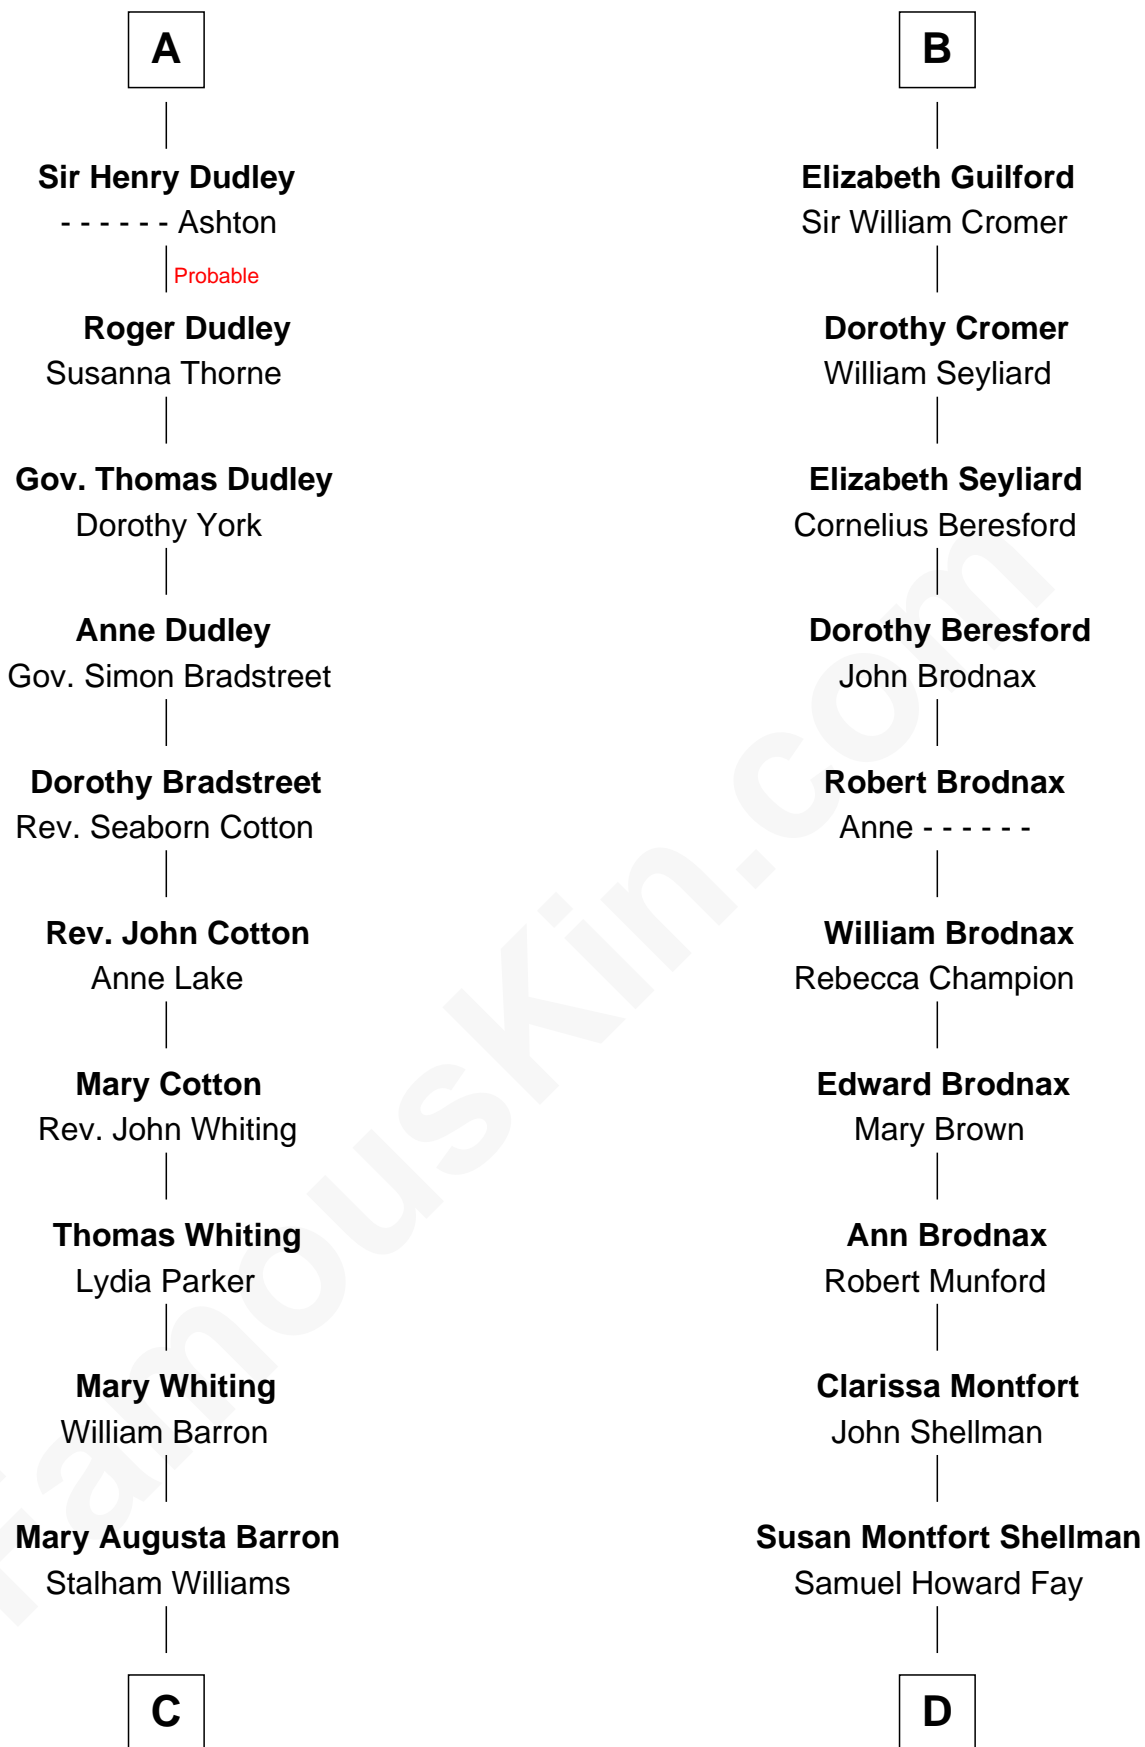 A
Sir Henry Dudley
- - - - - - Ashton
Probable
Roger Dudley
Susanna Thorne
Gov. Thomas Dudley
Dorothy York
Anne Dudley
Gov. Simon Bradstreet
Dorothy Bradstreet
Rev. Seaborn Cotton
Rev. John Cotton
Anne Lake
Mary Cotton
Rev. John Whiting
Thomas Whiting
Lydia Parker
Mary Whiting
William Barron
Mary Augusta Barron
Stalham Williams
C
B
Elizabeth Guilford
Sir William Cromer
Dorothy Cromer
William Seyliard
Elizabeth Seyliard
Cornelius Beresford
Dorothy Beresford
John Brodnax
Robert Brodnax
Anne - - - - - -
William Brodnax
Rebecca Champion
Edward Brodnax
Mary Brown
Ann Brodnax
Robert Munford
Clarissa Montfort
John Shellman
Susan Montfort Shellman
Samuel Howard Fay
D
FamousKin.com